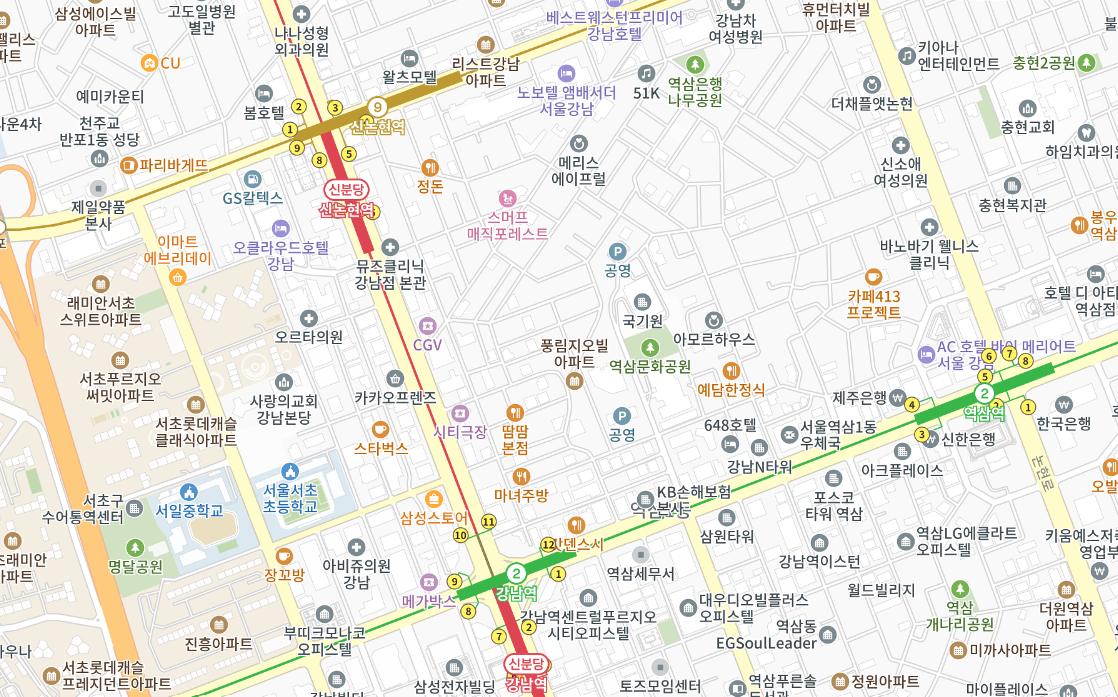 삼성에이스빌
아파트
고도일병원
별관
나나성형
외과의원
베스트웨스턴프리미어
강남호텔
강남차
여성병원
휴먼터치빌
아파트
키아나
엔터테인먼트
충현2공원
팰리스
CU
왈츠모텔
리스트강남
아파트
노보텔 앰배서더
서울강남
51K
역삼은행
나무공원
더채플앳논현
예미카운티
봄호텔
2
3
9
신논현역
1
9
8
5
천주교
반포1동 성당
충현교회
하임치과의원
파리바게뜨
정돈
메리스
에이프럴
신소애
여성의원
GS칼텍스
신분당
신논현역
제일약품
본사
스머프
매직포레스트
충현복지관
이마트
에브리데이
오클라우드호텔
강남
뮤즈클리닉
강남점 본관
P
공영
바노바기 웰니스
클리닉
봉우
역삼
래미안서초
스위트아파트
국기원
카페413
프로젝트
호텔 디 아티
역삼점
오르타의원
CGV
풍림지오빌
아파트
아모르하우스
역삼문화공원
AC 호텔 바이 메리어트
서울 강남
6
7
8
5
서초푸르지오
써밋아파트
사랑의교회
강남본당
카카오프렌즈
예담한정식
제주은행
4
2
역삼역
1
한국은행
서초롯데캐슬
클래식아파트
시티극장
땀땀
본점
P
공영
648호텔
서울역삼1동
우체국
3
신한은행
스타벅스
강남N타워
아크플레이스
논현로
서울서초
초등학교
마녀주방
KB손해보험
본사
포스코
타워 역삼
서초구
수어통역센터
서일중학교
삼성스토어
삼원타워
역삼LG에클라트
오피스텔
11
10
12
명달공원
장꼬방
아비쥬의원
강남
강남역이스턴
2
강남역
1
역삼세무서
월드빌리지
9
8
메가박스
역삼
개나리공원
더원역삼
아파트
부띠크모나코
오피스텔
강남역센트럴푸르지오
시티오피스텔
대우디오빌플러스
오피스텔
2
7
진흥아파트
역삼동
EGSoulLeader
미까사아파트
신분당
강남역
서초롯데캐슬
프레지던트아파트
삼성전자빌딩
토즈모임센터
역삼푸른솔
정원아파트
마이플레이스